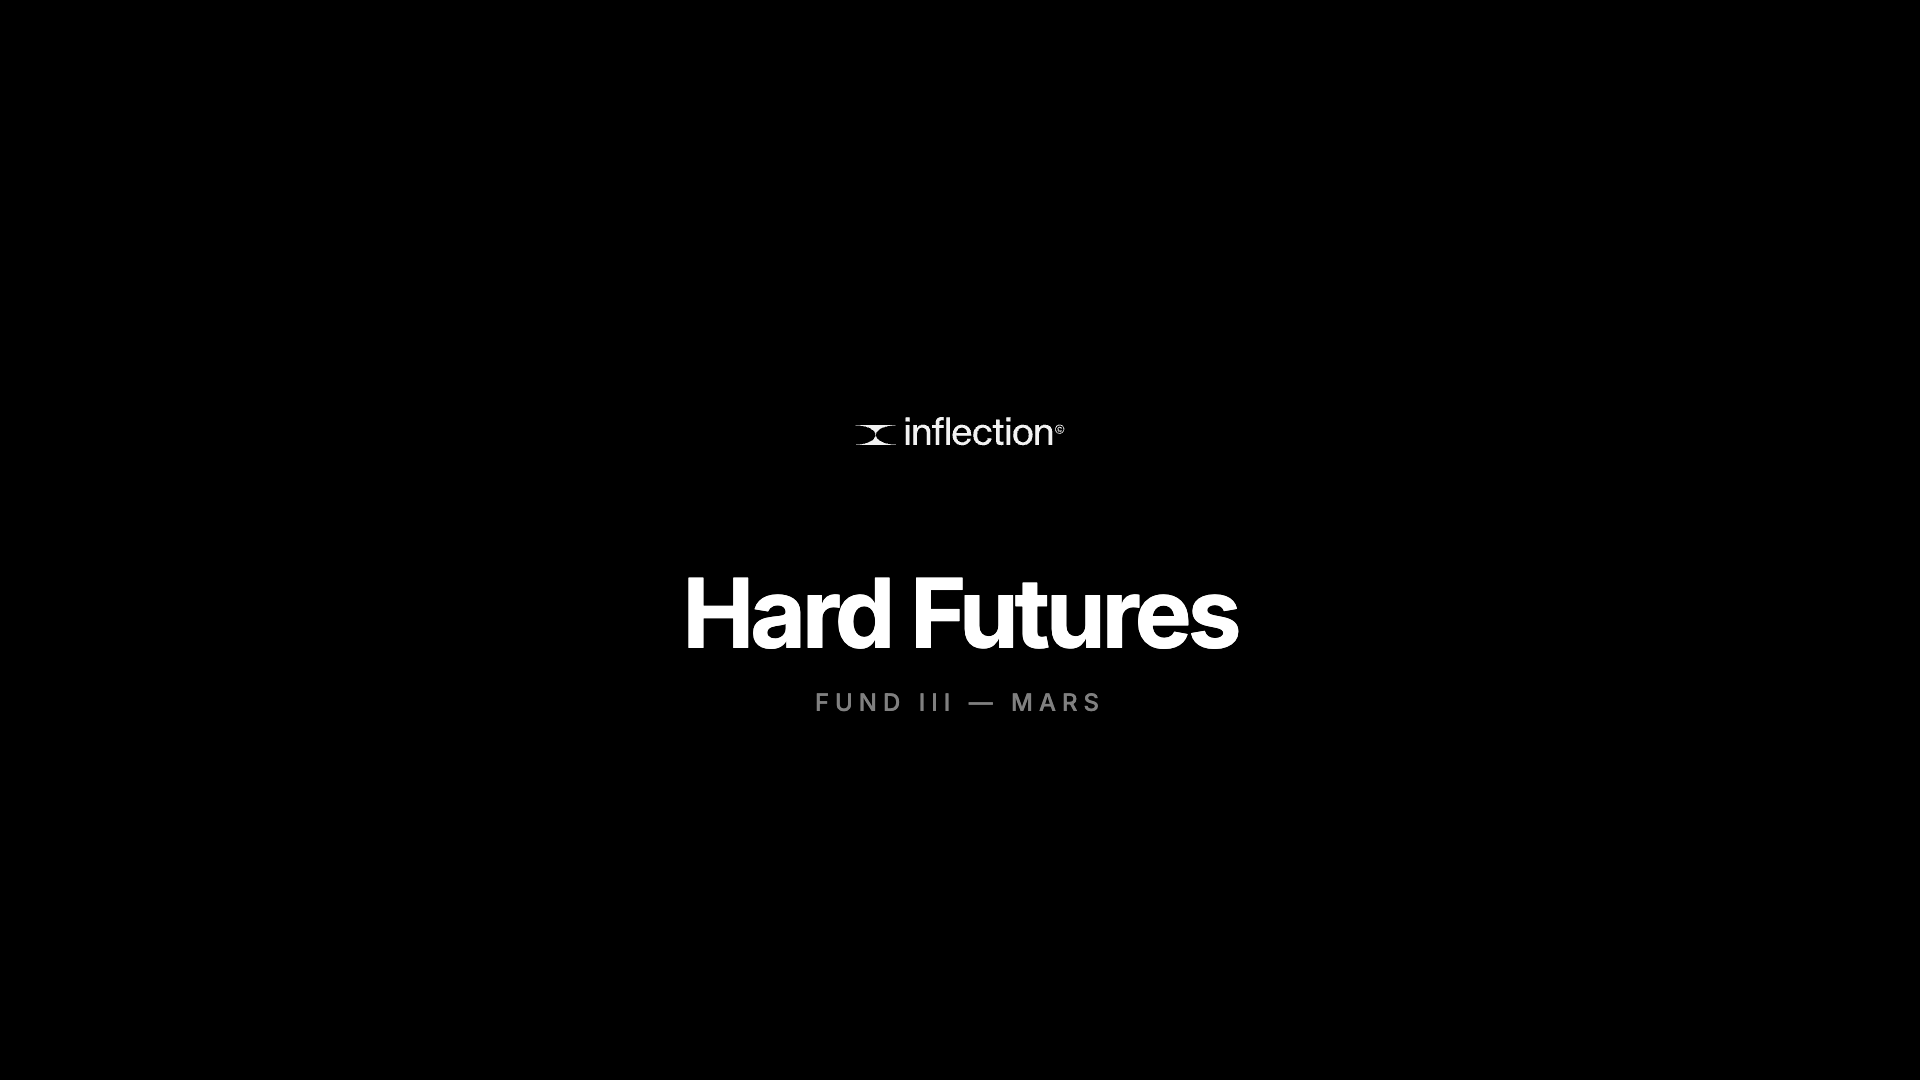 inflection©
Hard Futures
FUND III — MARS